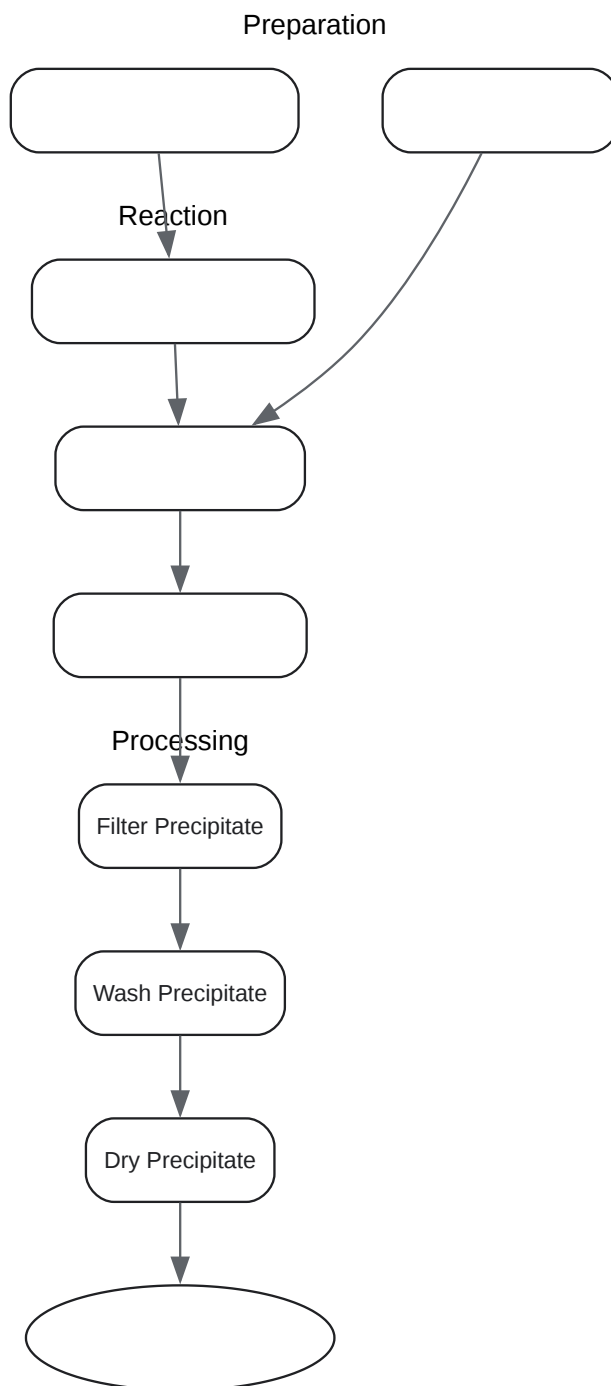 Preparation
Reaction
Processing
Filter Precipitate
Wash Precipitate
Dry Precipitate